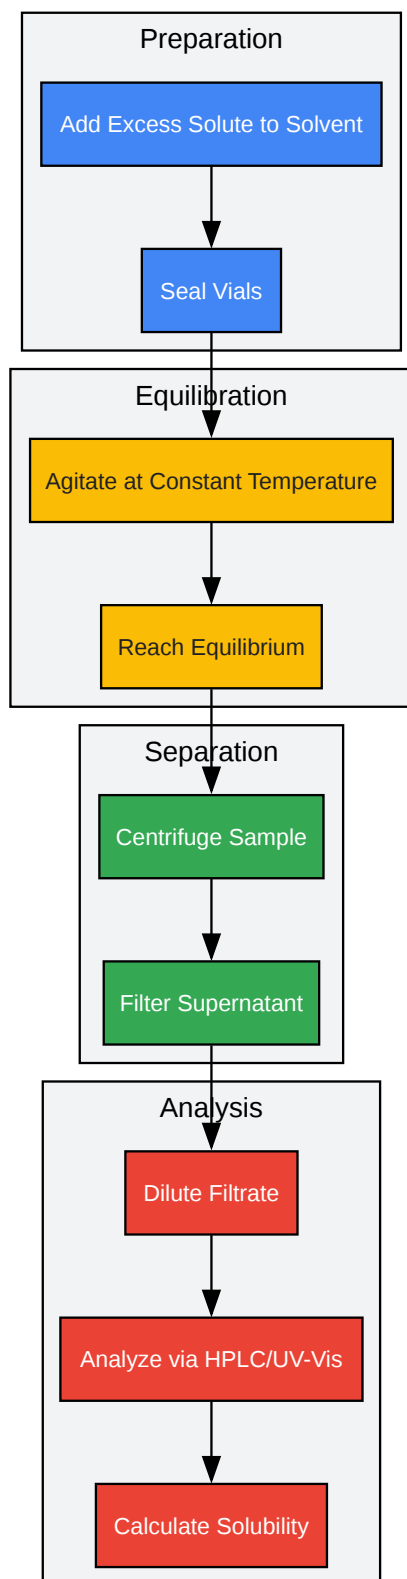 Preparation
Add Excess Solute to Solvent
Seal Vials
Equilibration
Agitate at Constant Temperature
Reach Equilibrium
Separation
Centrifuge Sample
Filter Supernatant
Analysis
Dilute Filtrate
Analyze via HPLC/UV-Vis
Calculate Solubility